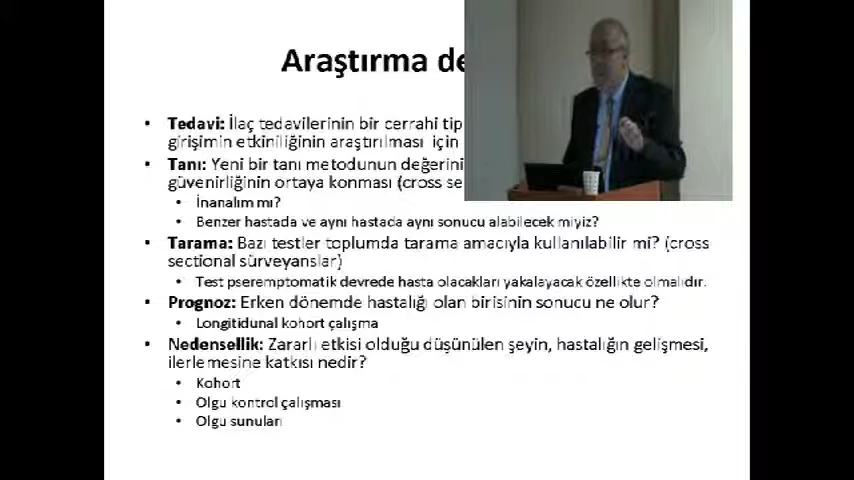 Araştırma de
• Tedavi: İlaç tedavilerinin bir cerrahi tip
girişimin etkiniliğinin araştırılması için
• Tanı: Yeni bir tanı metodunun değerini
güvenirliğinin ortaya konması (cross se
• İnanalım mı?
• Benzer hastada ve aynı hastada aynı sonucu alabilecek miyiz?
• Tarama: Bazı testler toplumda tarama amacıyla kullanılabilir mi? (cross
sectional sürveyanslar)
• Test pseremptomatik devrede hasta olacakları yakalayacak özellikte olmalıdır.
• Prognoz: Erken dönemde hastalığı olan birisinin sonucu ne olur?
• Longitidunal kohort çalışma
• Nedensellik: Zararlı etkisi olduğu düşünülen şeyin, hastalığın gelişmesi,
ilerlemesine katkısı nedir?
• Kohort
• Olgu kontrol çalışması
• Olgu sunuları